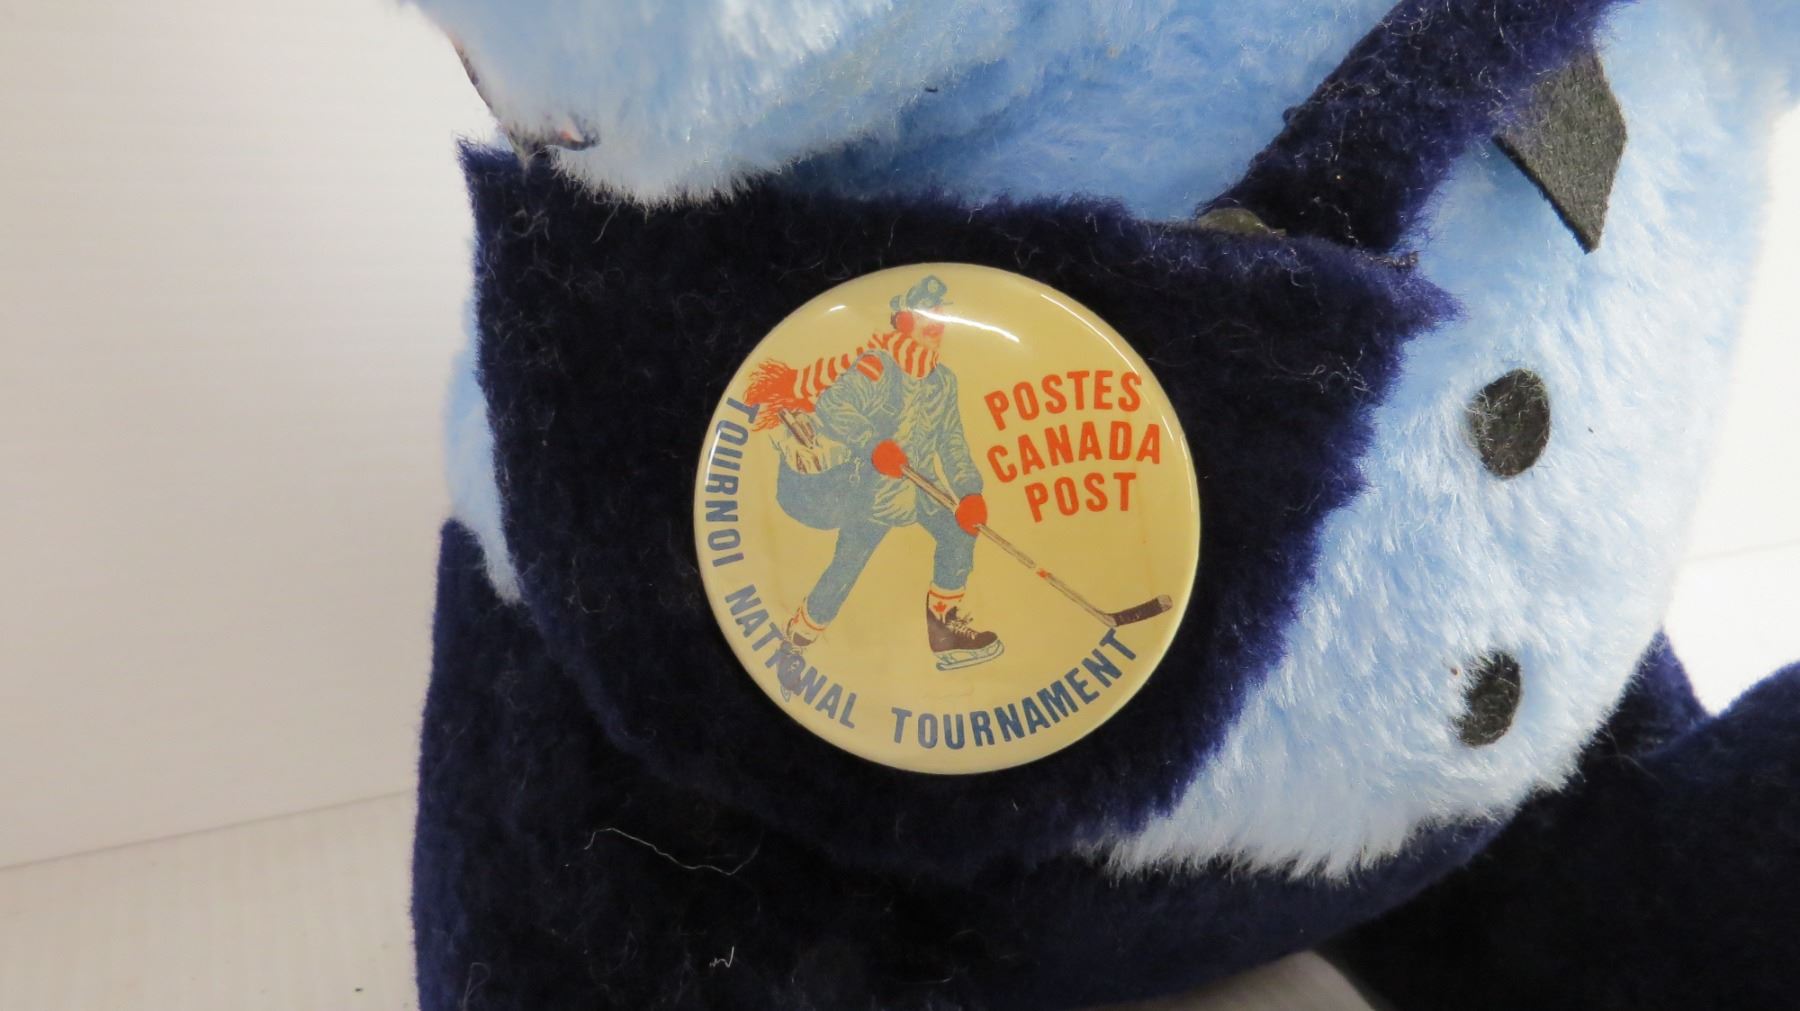 POSTES
CANADA
POST
TOURNOI NATIONAL TOURNAMENT